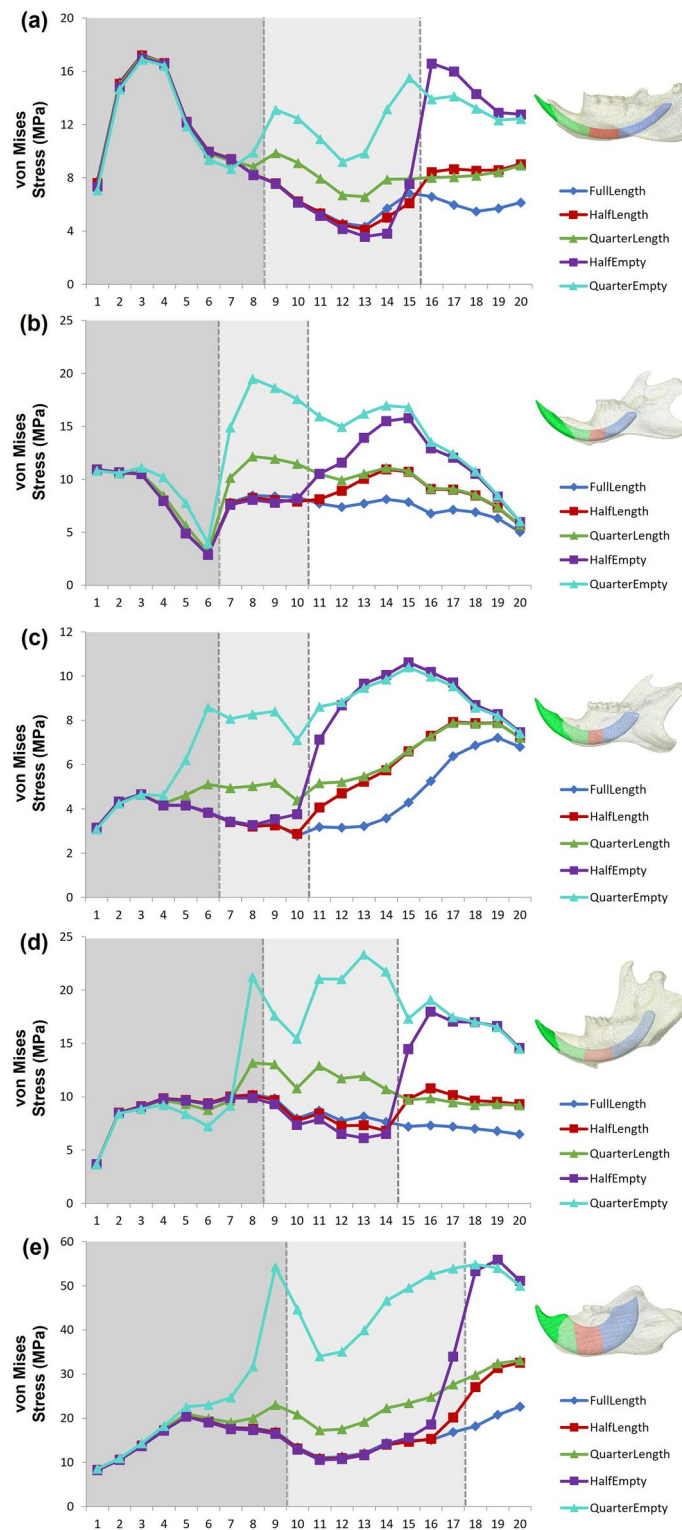 (a)
von Mises
Stress (MPa)
20
16
12
8
4
0
1 2 3 4 5 6 7 8 9 10 11 12 13 14 15 16 17 18 19 20
FullLength
HalfLength
QuarterLength
HalfEmpty
QuarterEmpty
(b)
von Mises
Stress (MPa)
25
20
15
10
5
0
1 2 3 4 5 6 7 8 9 10 11 12 13 14 15 16 17 18 19 20
FullLength
HalfLength
QuarterLength
HalfEmpty
QuarterEmpty
(c)
von Mises
Stress (MPa)
12
10
8
6
4
2
0
1 2 3 4 5 6 7 8 9 10 11 12 13 14 15 16 17 18 19 20
FullLength
HalfLength
QuarterLength
HalfEmpty
QuarterEmpty
(d)
von Mises
Stress (MPa)
25
20
15
10
5
0
1 2 3 4 5 6 7 8 9 10 11 12 13 14 15 16 17 18 19 20
FullLength
HalfLength
QuarterLength
HalfEmpty
QuarterEmpty
(e)
von Mises
Stress (MPa)
60
50
40
30
20
10
0
1 2 3 4 5 6 7 8 9 10 11 12 13 14 15 16 17 18 19 20
FullLength
HalfLength
QuarterLength
HalfEmpty
QuarterEmpty